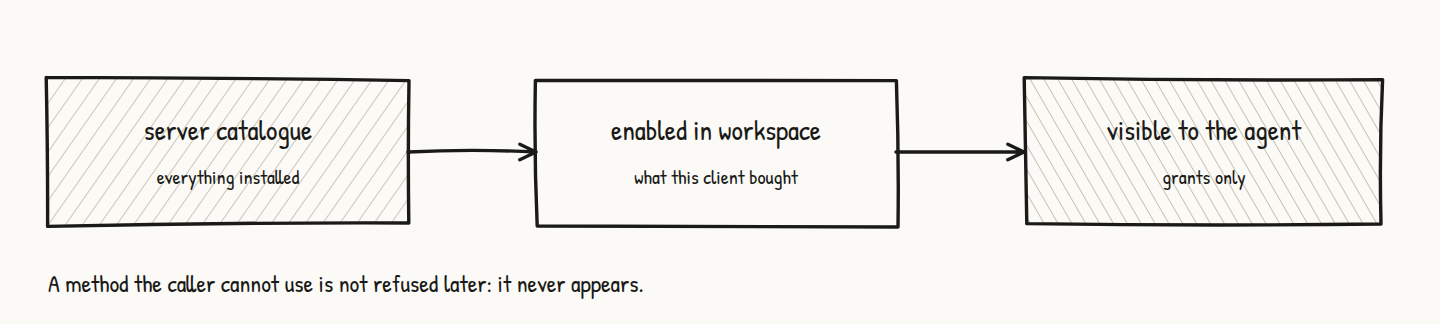 server catalogue
everything installed
enabled in workspace
what this client bought
visible to the agent
grants only
A method the caller cannot use is not refused later: it never appears.